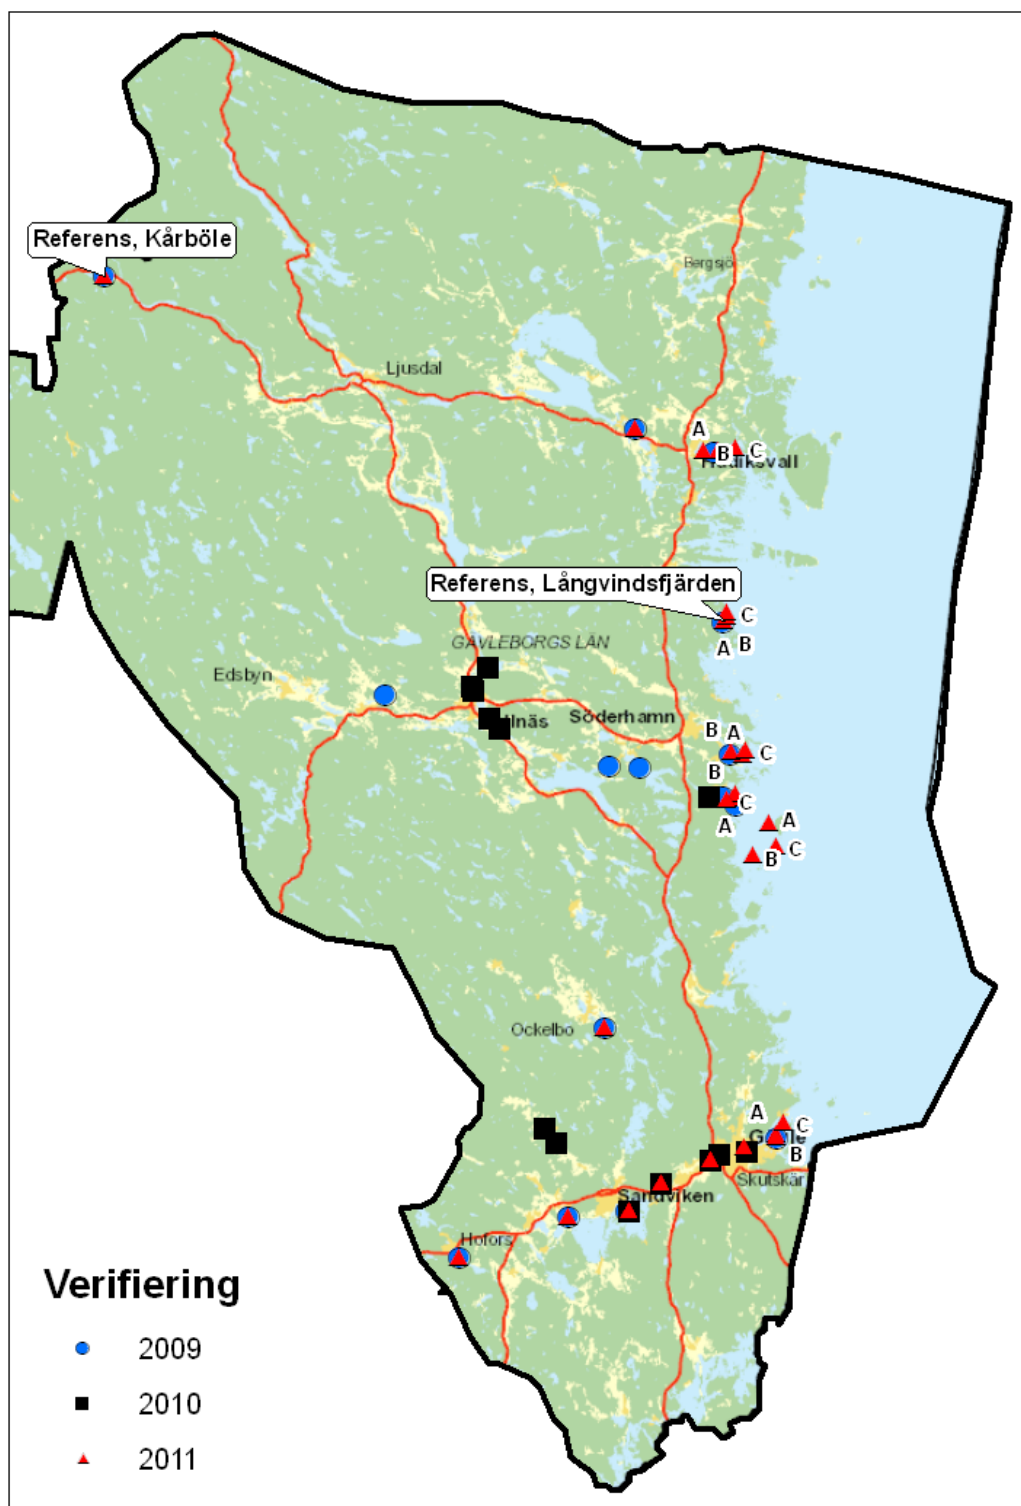 Referens, Kårböle
Bergsjö
Ljusdal
A
B
C
Referens, Långvindsfjärden
C
A
B
GÄVLEBORGS LÄN
Edsbyn
Söderhamn
B
A
C
B
C
A
A
B
C
Ockelbo
A
C
B
Skutskär
Sandviken
Hofors
Verifiering
2009
2010
2011